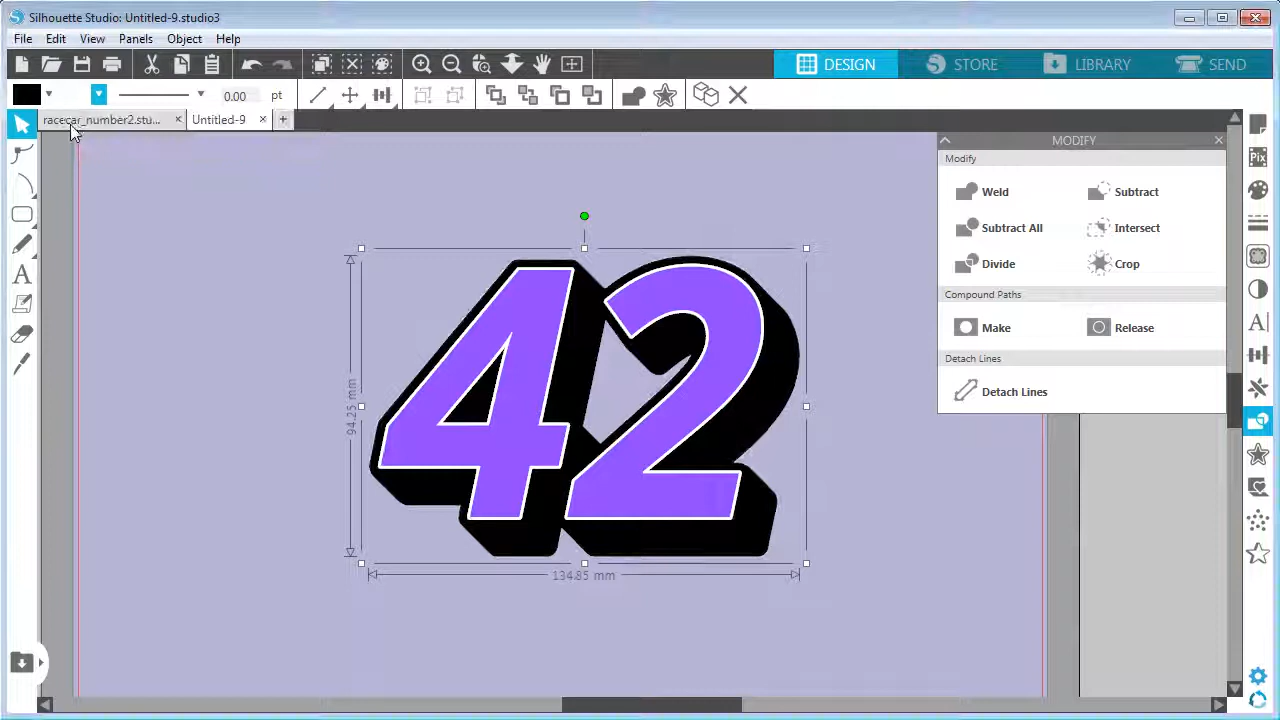 Silhouette Studio: Untitled-9.studio3
File Edit View Panels Object Help
DESIGN STORE LIBRARY SEND
0.00 pt
racecar_number2.stu... Untitled-9
MODIFY
Modify
Weld Subtract
Subtract All Intersect
Divide Crop
Compound Paths
Make Release
Detach Lines
Detach Lines
42
94.25 mm
134.85 mm